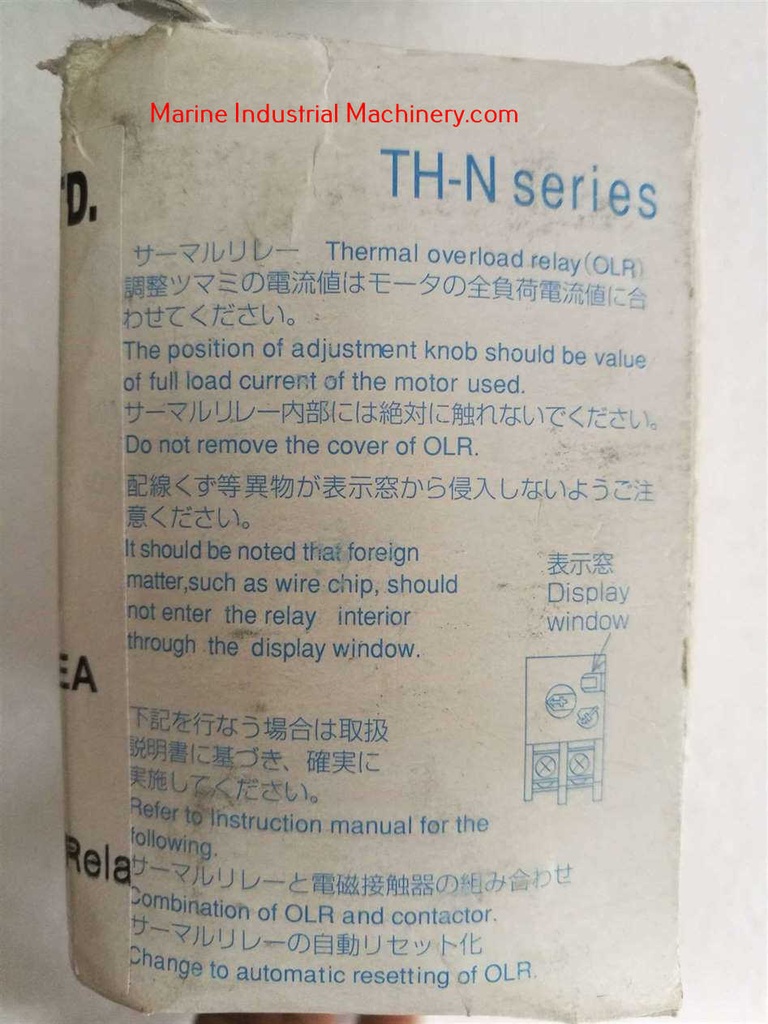 Marine Industrial Machinery.com
TD.
TH-N series
サーマルリレー Thermal overload relay(OLR)
調整ツマミの電流値はモータの全負荷電流値に合
わせてください。
The position of adjustment knob should be value
of full load current of the motor used.
サーマルリレー内部には絶対に触れないでください。
Do not remove the cover of OLR.
配線くず等異物が表示窓から侵入しないようご注
意ください。
It should be noted that foreign
matter,such as wire chip, should
not enter the relay interior
through the display window.
表示窓
Display
window
EA
下記を行なう場合は取扱
説明書に基づき、確実に
実施してください。
Refer to Instruction manual for the
following.
Rela
サーマルリレーと電磁接触器の組み合わせ
Combination of OLR and contactor.
サーマルリレーの自動リセット化
Change to automatic resetting of OLR.